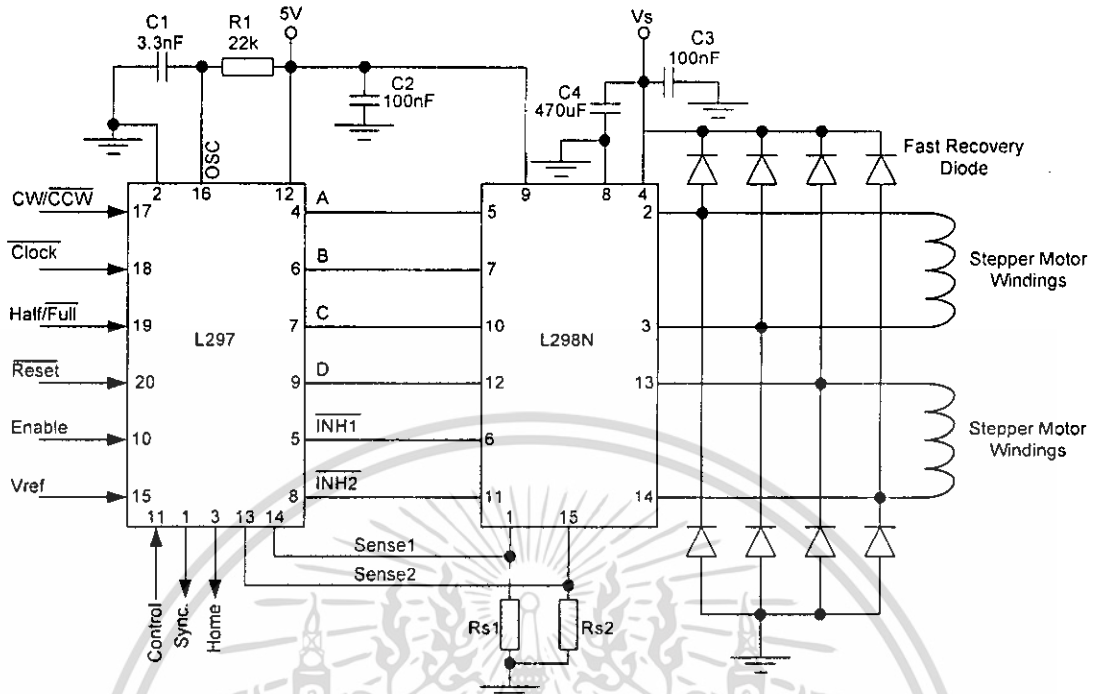 C1
3.3nF
R1
22k
5V
Vs
C3
100nF
C2
100nF
C4
470uF
Fast Recovery
Diode
OSC
2
16
12
9
8
4
CW/CCW
17
4
A
5
2
Clock
18
6
B
7
Stepper Motor
Windings
Half/Full
19
7
C
10
3
L297
L298N
Reset
20
9
D
12
13
Enable
10
5
INH1
6
Stepper Motor
Windings
Vref
15
8
INH2
11
14
11
1
3
13
14
1
15
Sense1
Sense2
Control
Sync.
Home
Rs1
Rs2